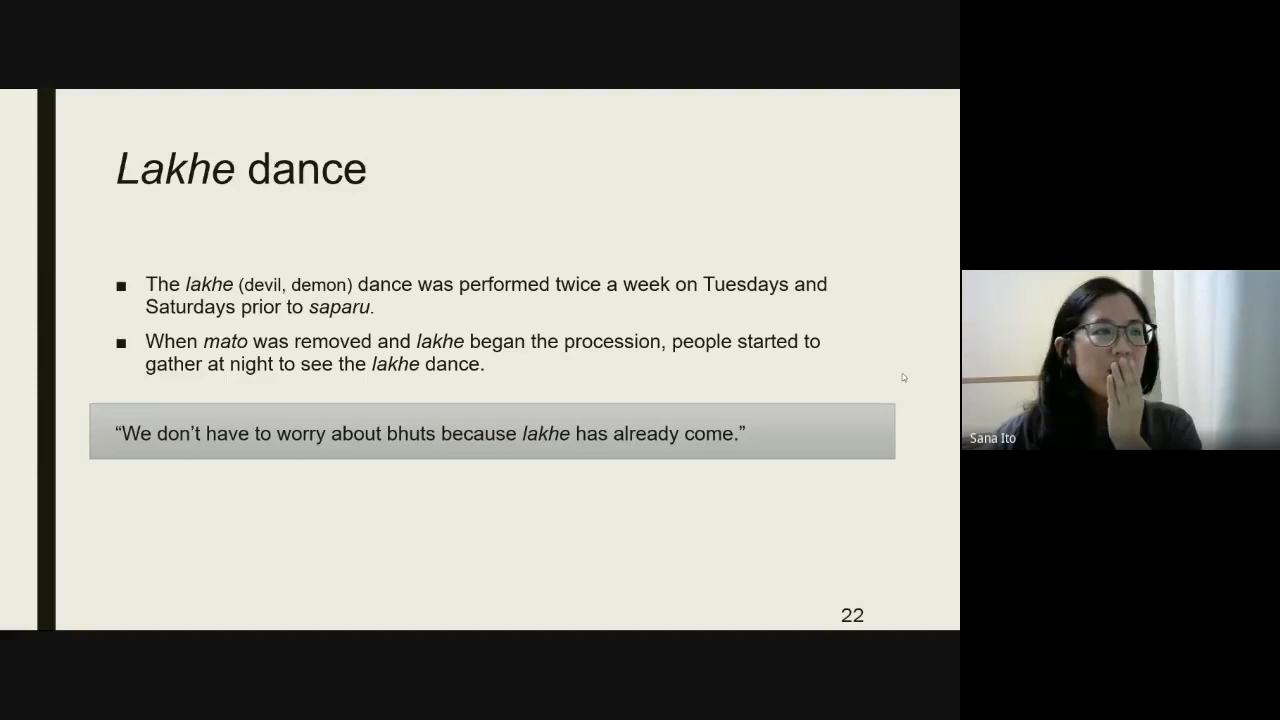 Lakhe dance
■ The lakhe (devil, demon) dance was performed twice a week on Tuesdays and
Saturdays prior to saparu.
■ When mato was removed and lakhe began the procession, people started to
gather at night to see the lakhe dance.
“We don’t have to worry about bhuts because lakhe has already come.”
22
Sana Ito